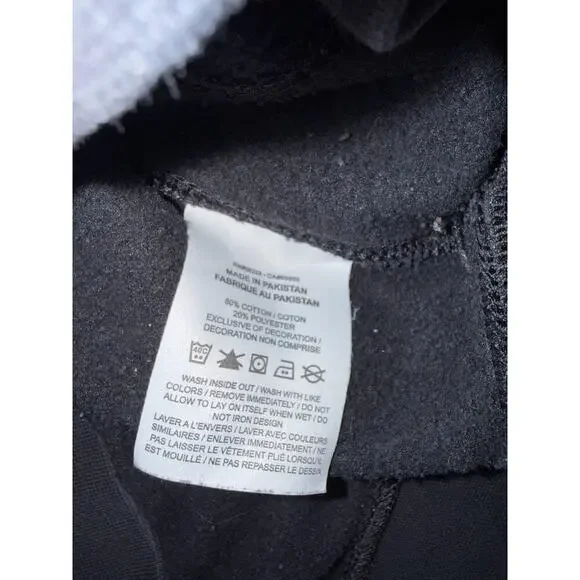 MADE IN PAKISTAN
FABRIQUE AU PAKISTAN
80% COTTON / COTON
20% POLYESTER
EXCLUSIVE OF DECORATION /
DECORATION NON COMPRISE
40C
WASH INSIDE OUT / WASH WITH LIKE
COLORS / REMOVE IMMEDIATELY / DO NOT
ALLOW TO LAY ON ITSELF WHEN WET / DO
NOT IRON DESIGN
LAVER A L'ENVERS / LAVER AVEC COULEURS
SIMILAIRES / ENLEVER IMMEDIATEMENT / NE
PAS LAISSER LE VÊTEMENT PLIÉ LORSQU'IL
EST MOUILLÉ / NE PAS REPASSER LE DESSIN